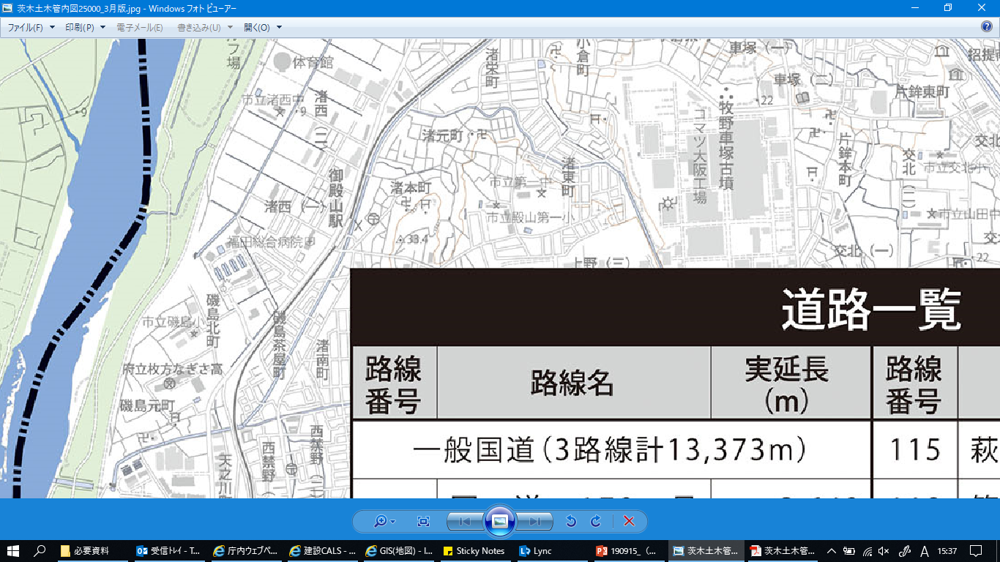 茨木土木管内図25000_3月版.jpg - Windows フォト ビューアー
ファイル(F) 印刷(P) 電子メール(E) 書き込み(U) 開く(O)
体育館
渚栄町
小倉町
車塚（一）
車塚（二）
片鉾東町
市立渚西中
渚西（二）
9
9
22
牧野車塚古墳
コマツ大阪工場
渚元町
渚東町
片鉾本町
交北（二）
市立交北小
御殿山駅
渚本町
市立第一中
渚西（一）
市立殿山第一小
市立山田中
福田総合病院
33.4
上野（三）
交北（一）
22
磯島北町
市立磯島小
磯島茶屋町
渚南町
府立枚方なぎさ高
磯島元町
西禁野
西禁野（二）
天之川町
道路一覧
路線番号
路線名
実延長
（m）
路線番号
一般国道（3路線計13,373m）
115
萩
必要資料
受信トレイ - T...
庁内ウェブペ...
建設CALS - ...
GIS(地図) - I...
Sticky Notes
Lync
190915_（...
茨木土木管...
茨木土木管...
A
15:37